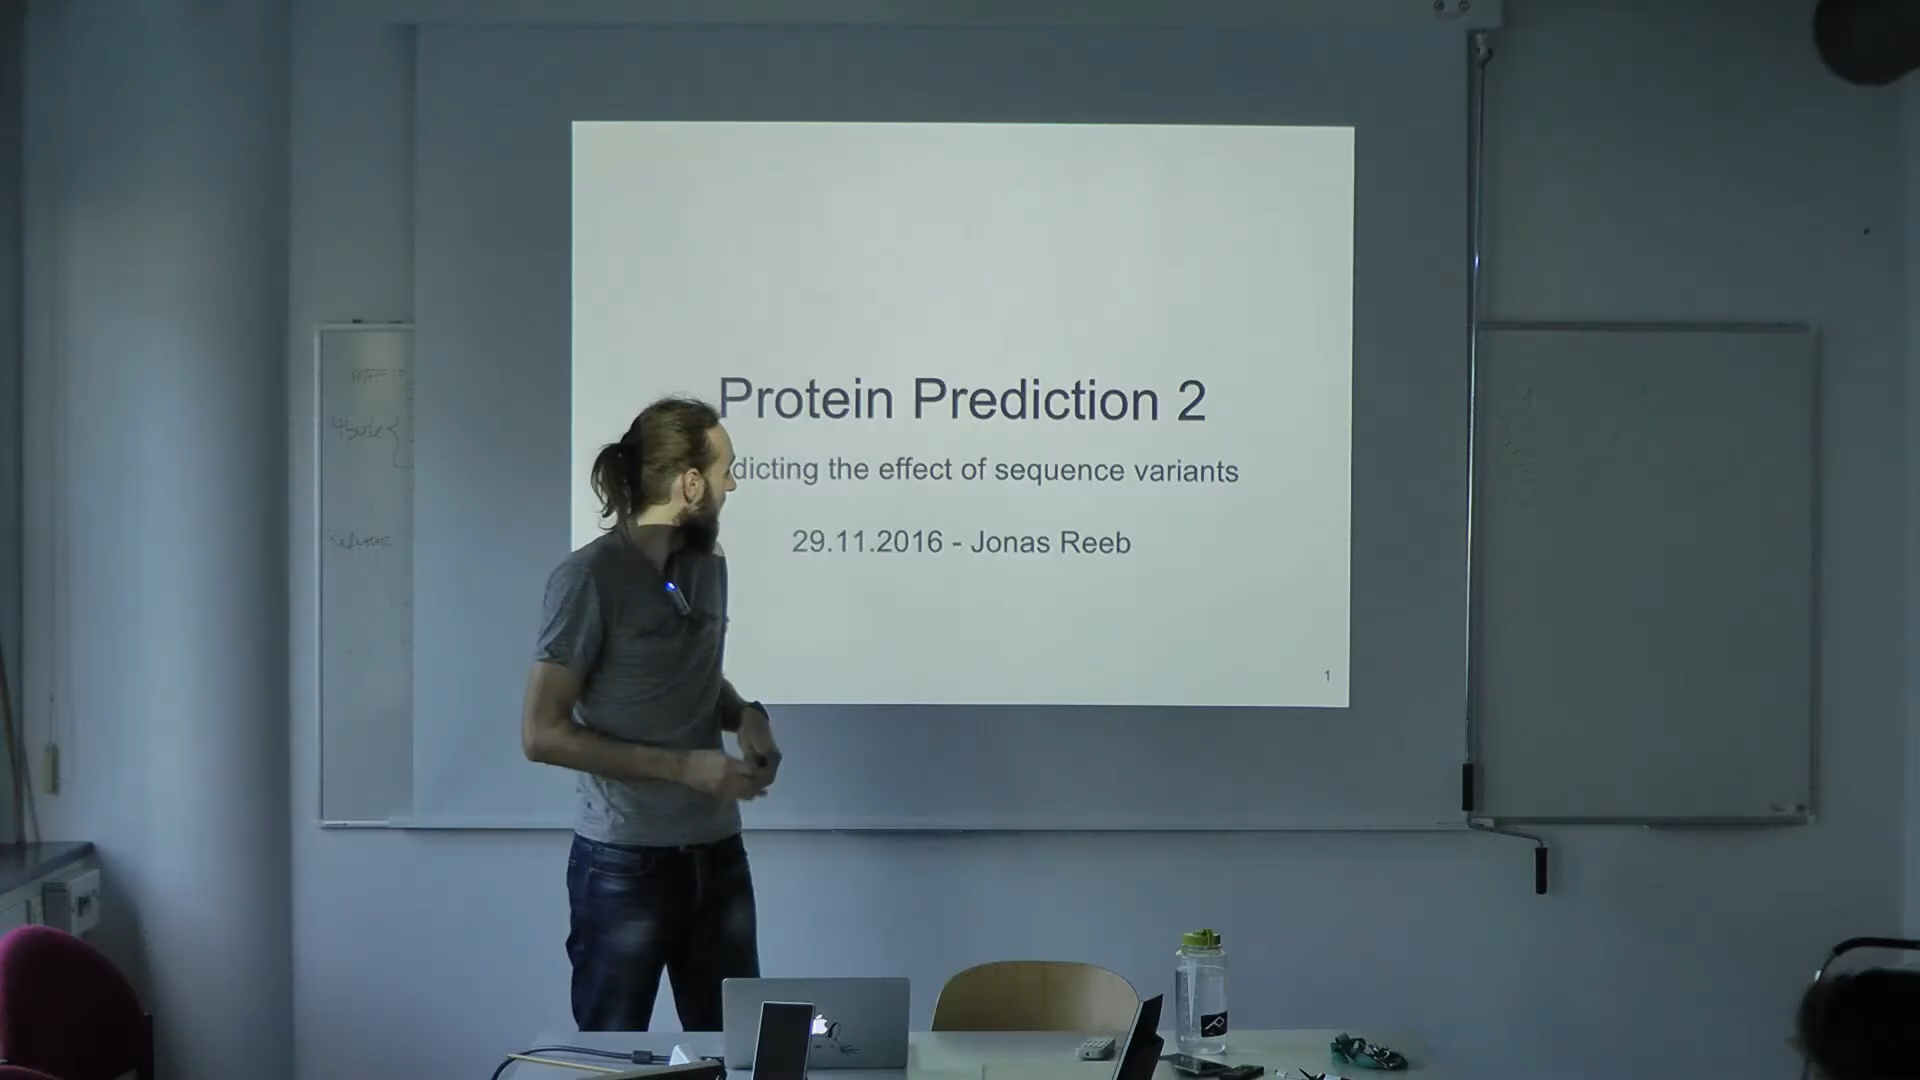 Protein Prediction 2
dicting the effect of sequence variants
29.11.2016 - Jonas Reeb
1